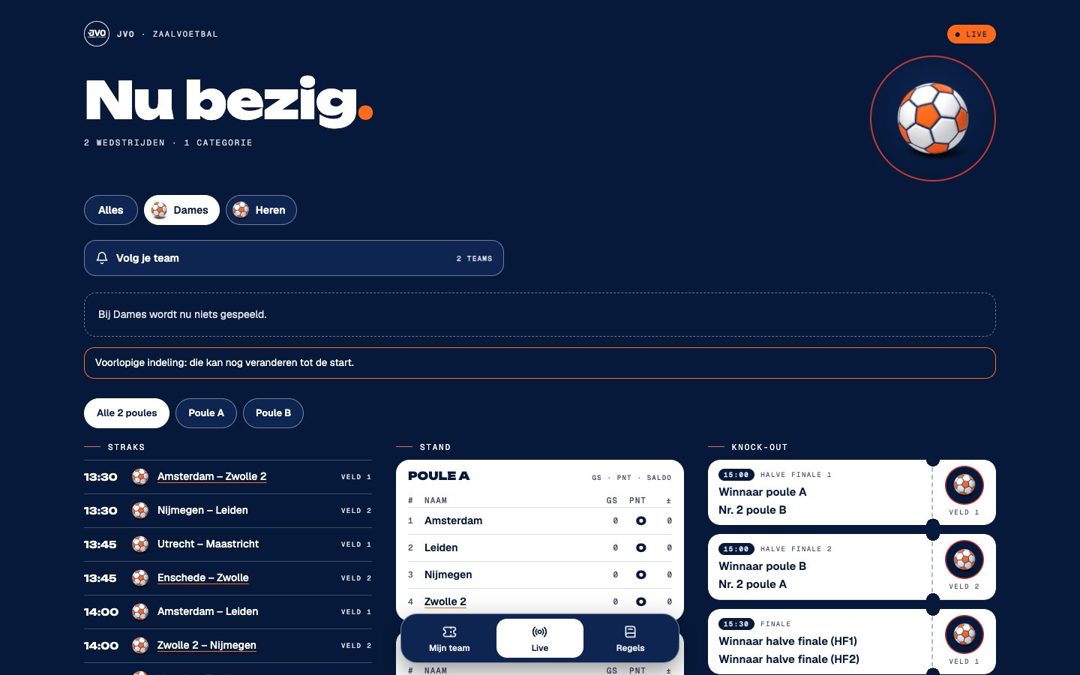 JVO
JVO · ZAALVOETBAL
LIVE
Nu bezig.
2 WEDSTRIJDEN · 1 CATEGORIE
Alles
Dames
Heren
Volg je team
2 TEAMS
Bij Dames wordt nu niets gespeeld.
Voorlopige indeling: die kan nog veranderen tot de start.
Alle 2 poules
Poule A
Poule B
STRAKS
13:30 Amsterdam – Zwolle 2 VELD 1
13:30 Nijmegen – Leiden VELD 2
13:45 Utrecht – Maastricht VELD 1
13:45 Enschede – Zwolle VELD 2
14:00 Amsterdam – Leiden VELD 1
14:00 Zwolle 2 – Nijmegen VELD 2
STAND
POULE A GS · PNT · SALDO
# NAAM GS PNT ±
1 Amsterdam 0 0 0
2 Leiden 0 0 0
3 Nijmegen 0 0 0
4 Zwolle 2 0 0 0
# NAAM GS PNT ±
KNOCK-OUT
15:00 HALVE FINALE 1
Winnaar poule A
Nr. 2 poule B
VELD 1
15:00 HALVE FINALE 2
Winnaar poule B
Nr. 2 poule A
VELD 2
15:30 FINALE
Winnaar halve finale (HF1)
Winnaar halve finale (HF2)
VELD 1
Mijn team
Live
Regels